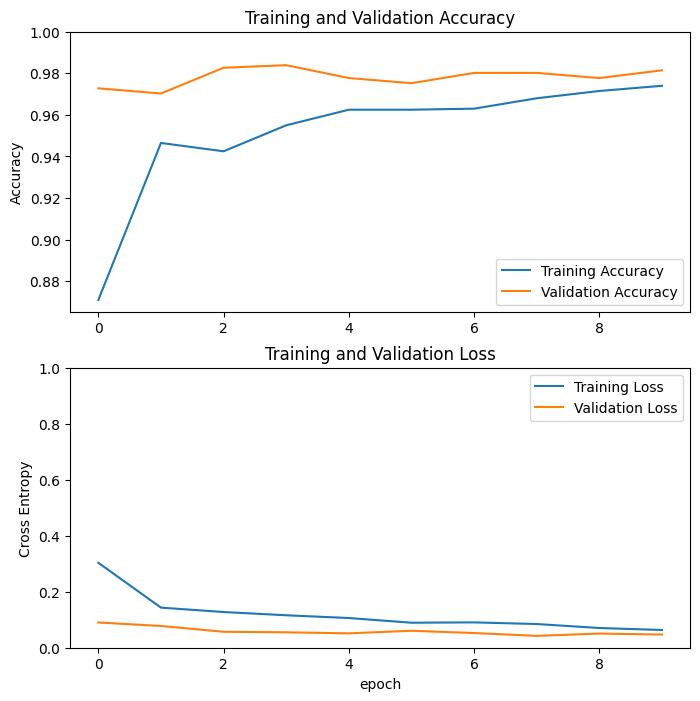 Training and Validation Accuracy
1.00
0.98
0.96
0.94
0.92
0.90
0.88
Accuracy
Training Accuracy
Validation Accuracy
0 2 4 6 8
Training and Validation Loss
1.0
0.8
0.6
0.4
0.2
0.0
Cross Entropy
Training Loss
Validation Loss
0 2 4 6 8
epoch